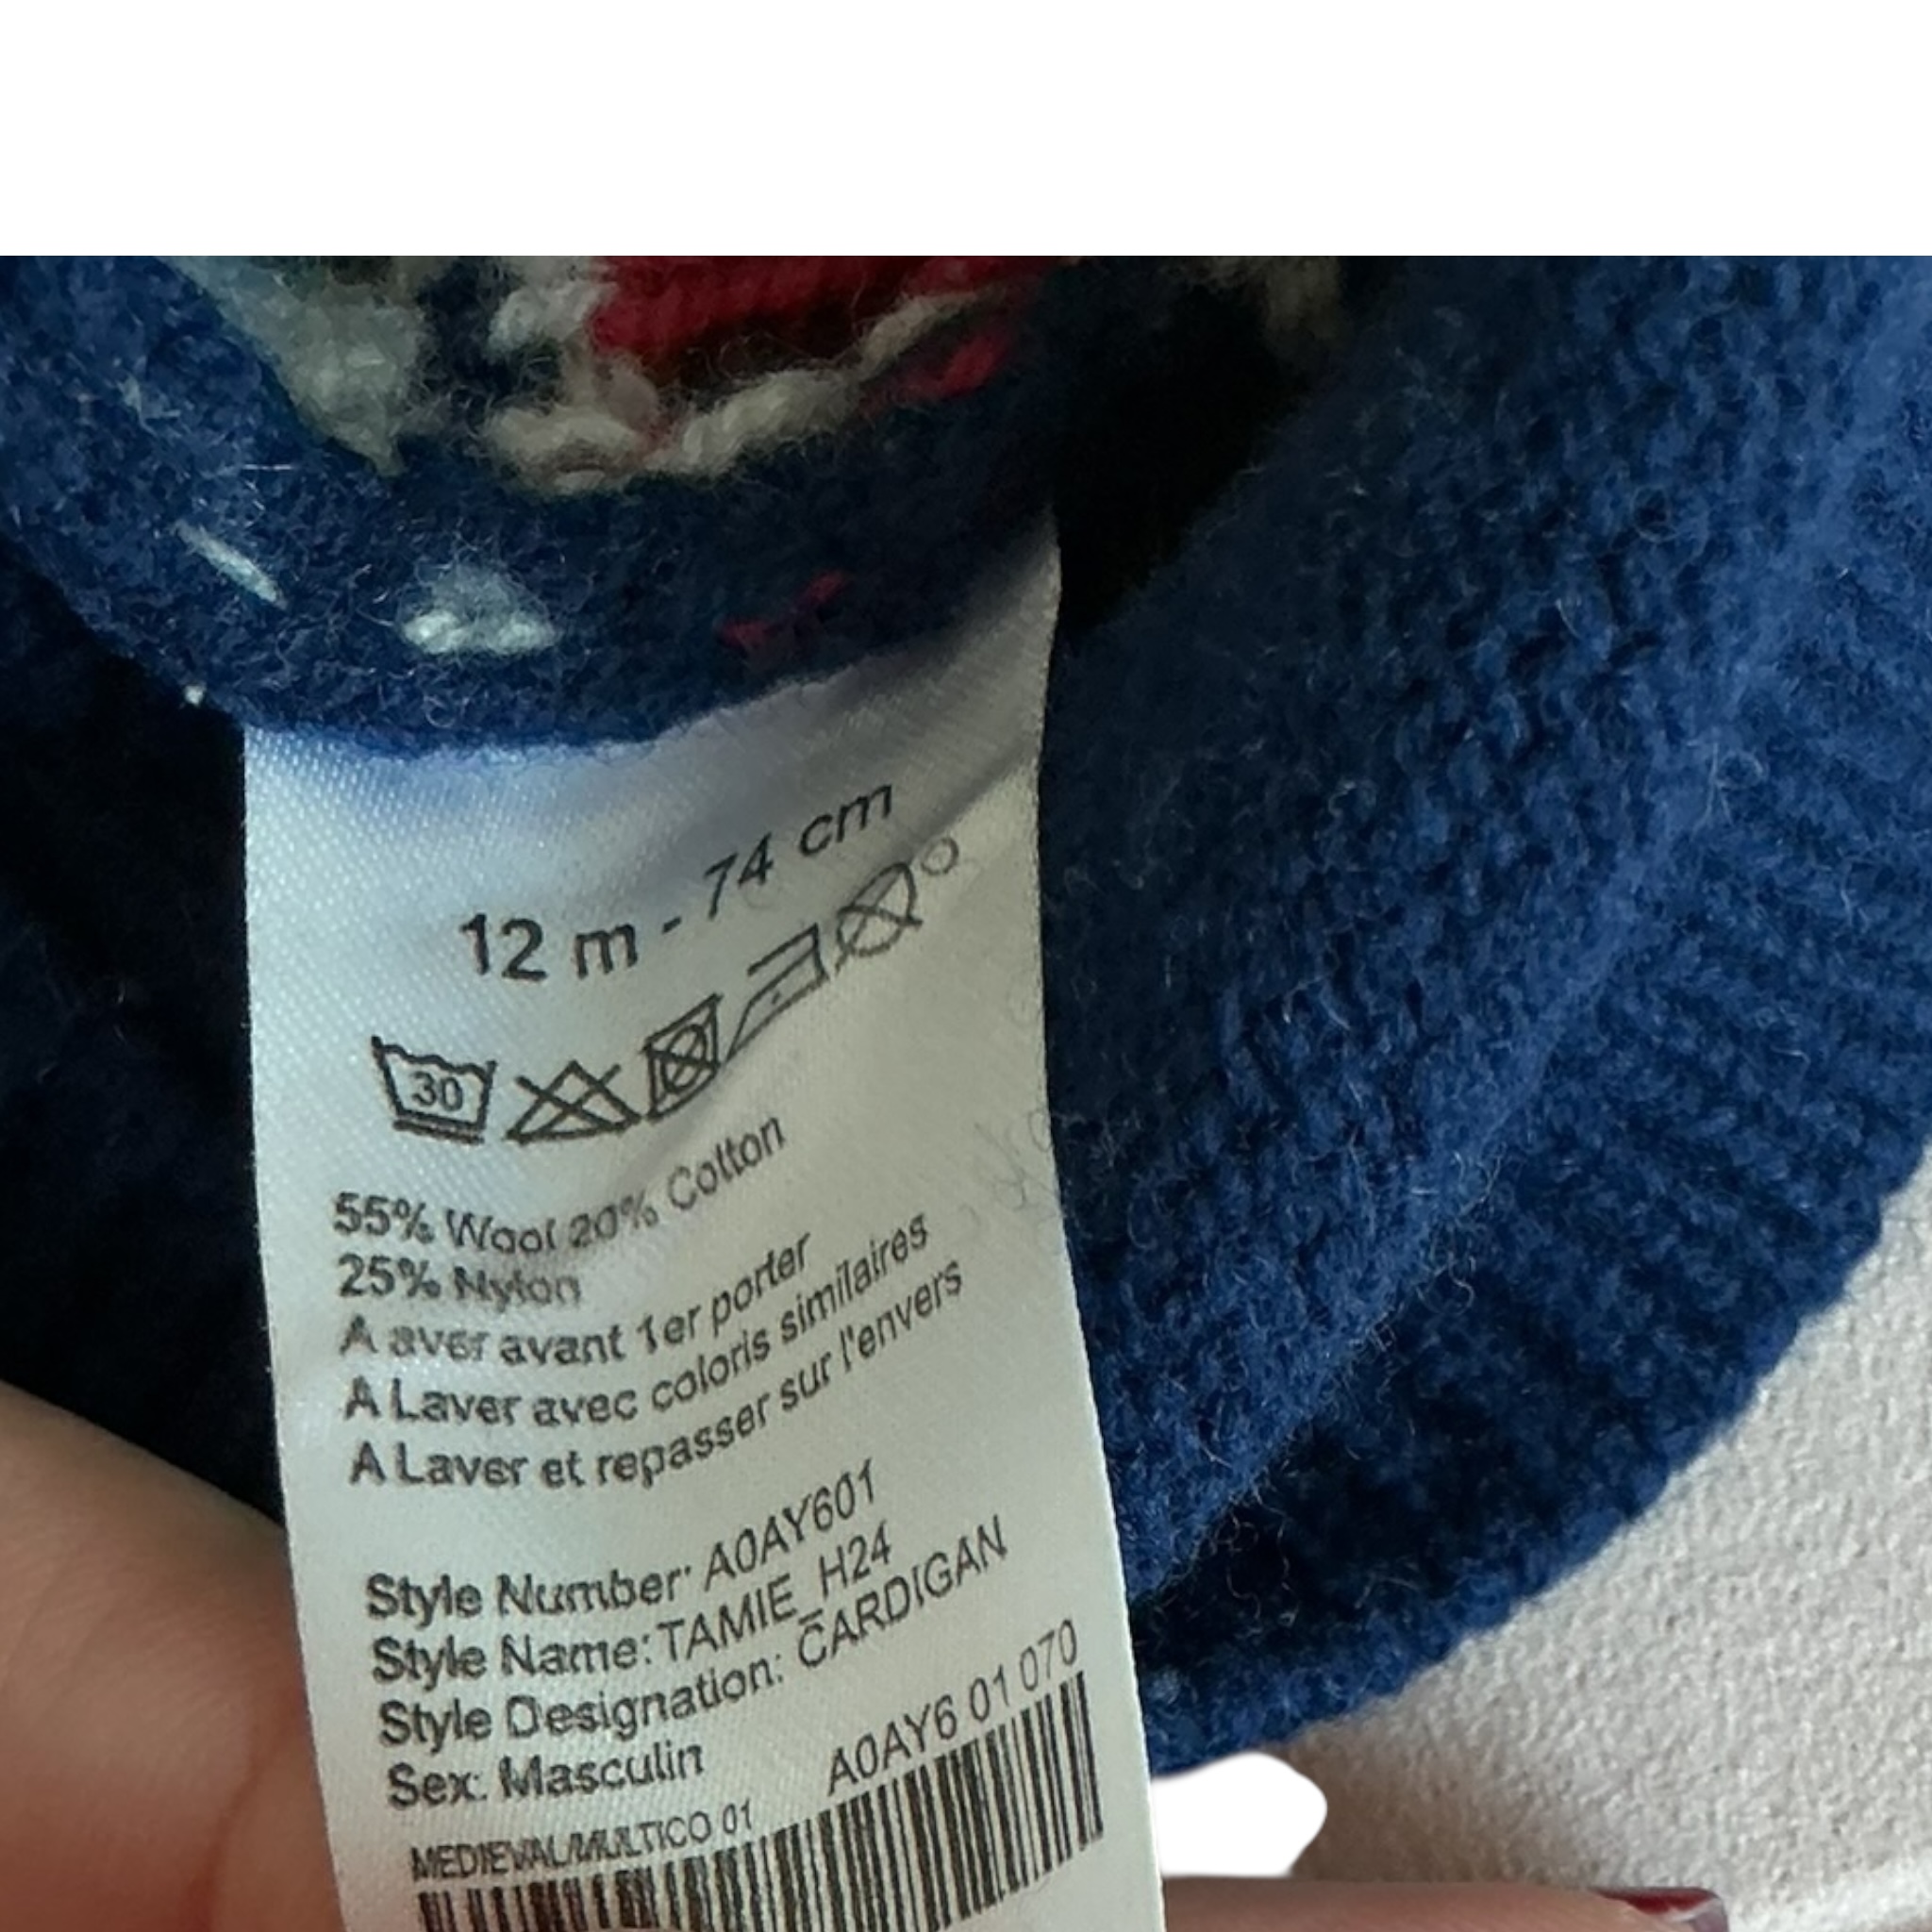 12 m - 74 cm
30
55% Wool 20% Cotton
25% Nylon
A aver avant 1er porter
A Laver avec coloris similaires
A Laver et repasser sur l'envers
Style Number: A0AY601
Style Name: TAMIE_H24
Style Designation: CARDIGAN
Sex: Masculin
A0AY6 01 070
MEDIEVAL/MULTICO 01